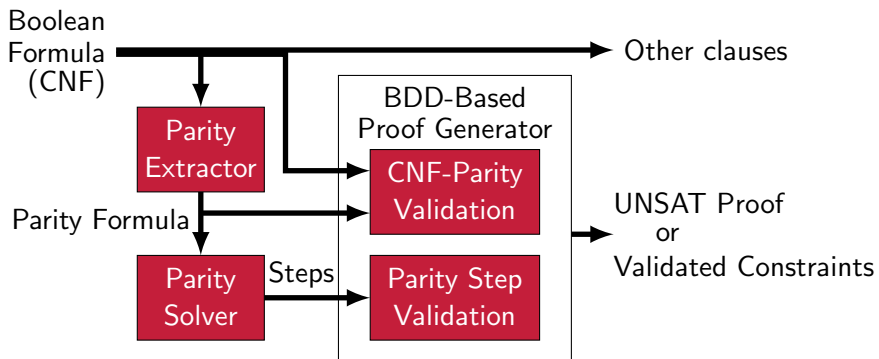 Boolean
Formula
(CNF)
Other clauses
BDD-Based
Proof Generator
Parity
Extractor
CNF-Parity
Validation
Parity Formula
UNSAT Proof
or
Validated Constraints
Parity
Solver
Steps
Parity Step
Validation